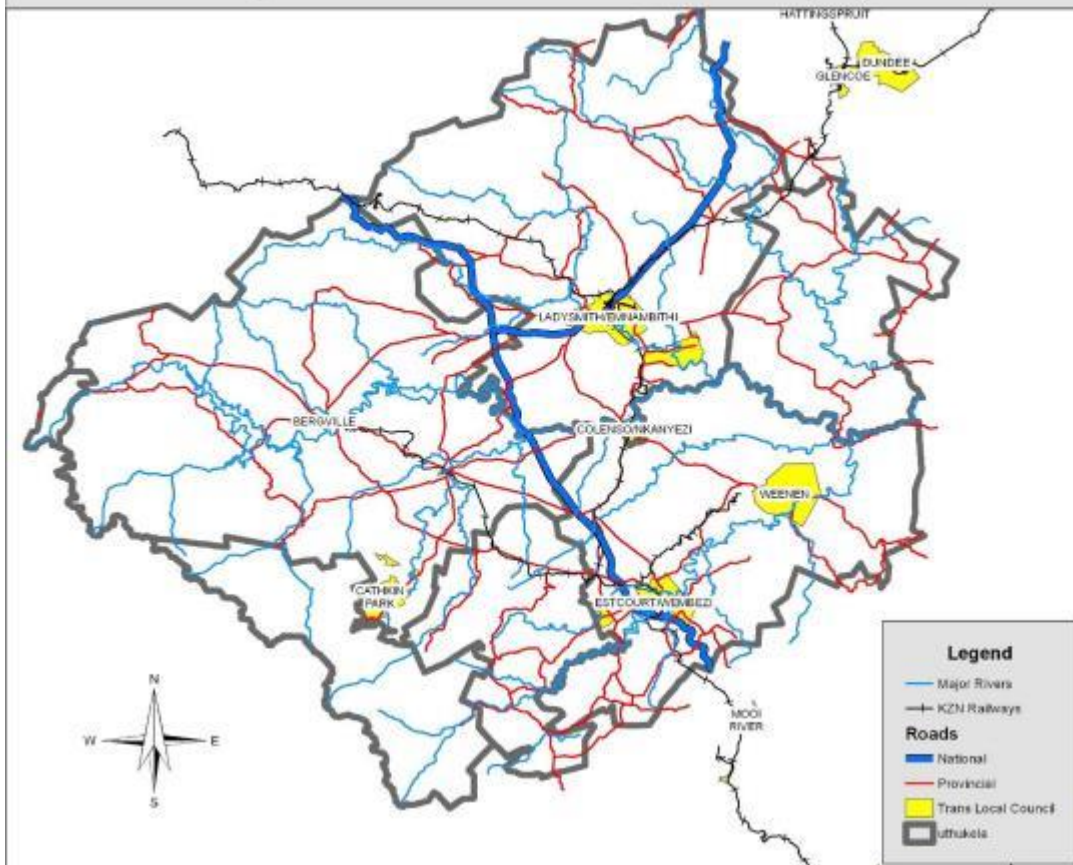 HATTINGSPRUIT
DUNDEE
GLENCOE
LADYSMITH/EMNAMBITHI
BERGVILLE
COLENSO/NKANYEZI
WEENEN
CATHKIN
PARK
ESTCOURT/WEMBEZI
MOOI
RIVER
N
W
E
S
Legend
Major Rivers
KZN Railways
Roads
National
Provincial
Trans Local Council
uthukela